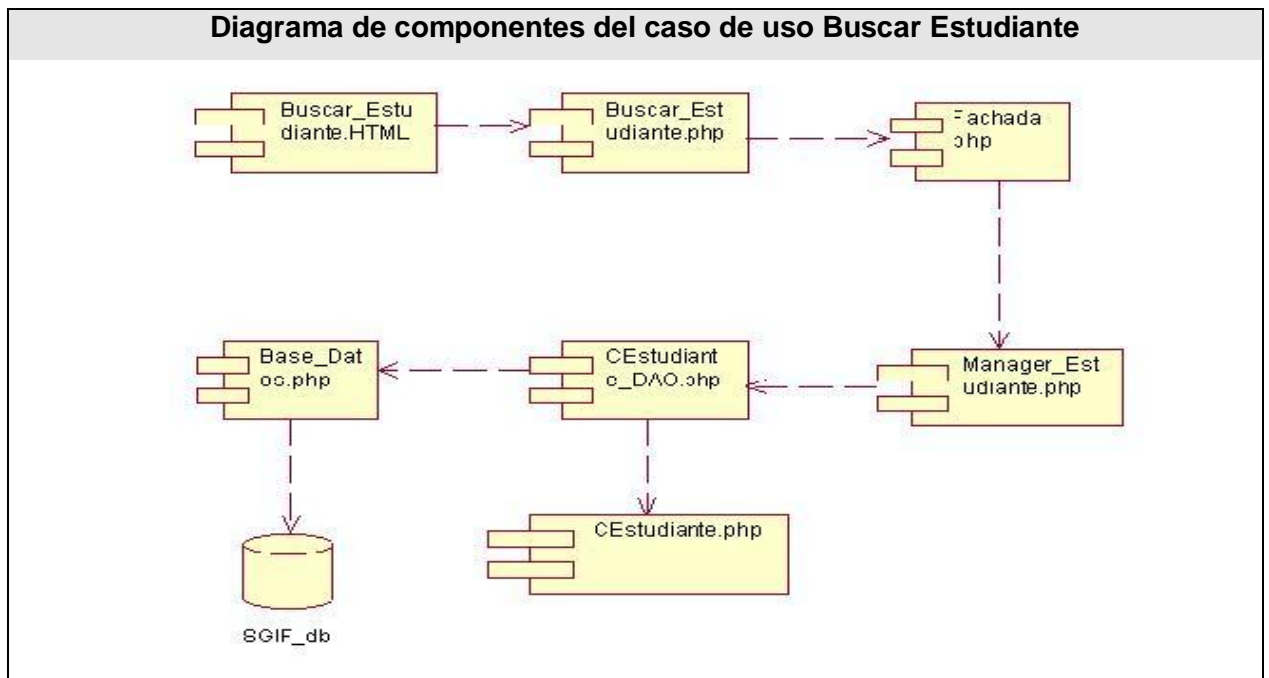 Diagrama de componentes del caso de uso Buscar Estudiante
Buscar_Estu
diante.HTML
Buscar_Est
udiante.php
Fachada
php
Base_Dat
os.php
CEstudiant
e_DAO.php
Manager_Est
udiante.php
CEstudiante.php
SGIF_db